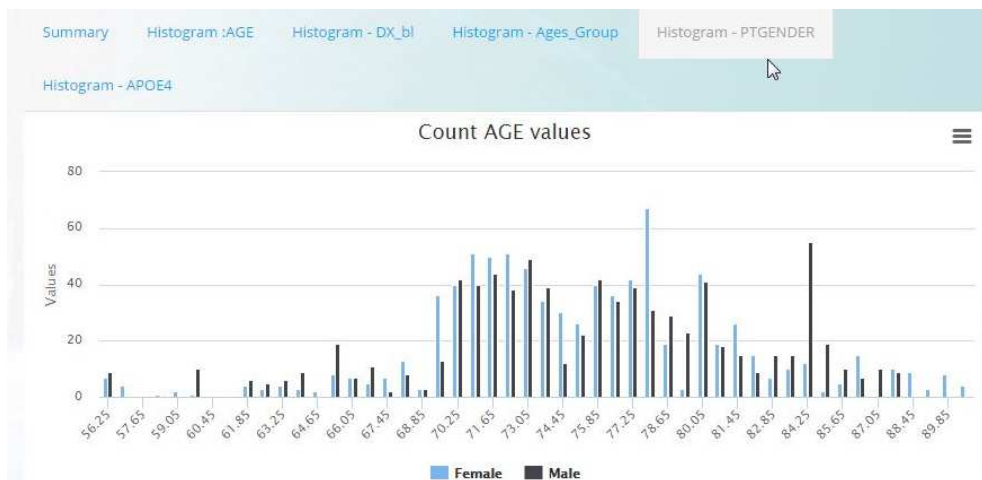 Summary Histogram :AGE Histogram - DX_bl Histogram - Ages_Group Histogram - PTGENDER
Histogram - APOE4
Count AGE values
80
60
40
20
0
Values
56.25 57.65 59.05 60.45 61.85 63.25 64.65 66.05 67.45 68.85 70.25 71.65 73.05 74.45 75.85 77.25 78.65 80.05 81.45 82.85 84.25 85.65 87.05 88.45 89.85
Female Male